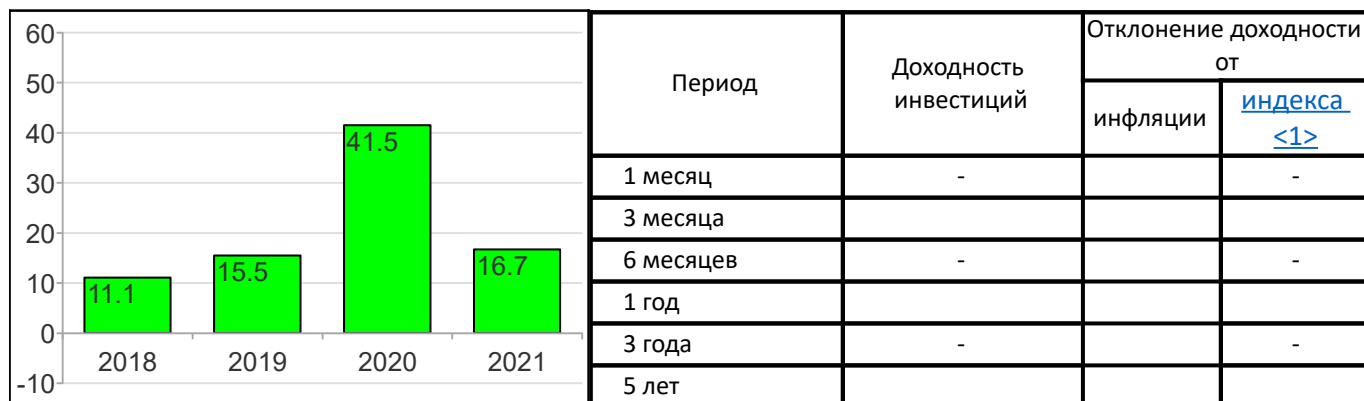 60
50
40
30
20
10
0
-10
11.1
15.5
41.5
16.7
2018 2019 2020 2021
Период
Доходность
инвестиций
Отклонение доходности
от
инфляции
индекса
<1>
1 месяц - -
3 месяца
6 месяцев - -
1 год
3 года - -
5 лет